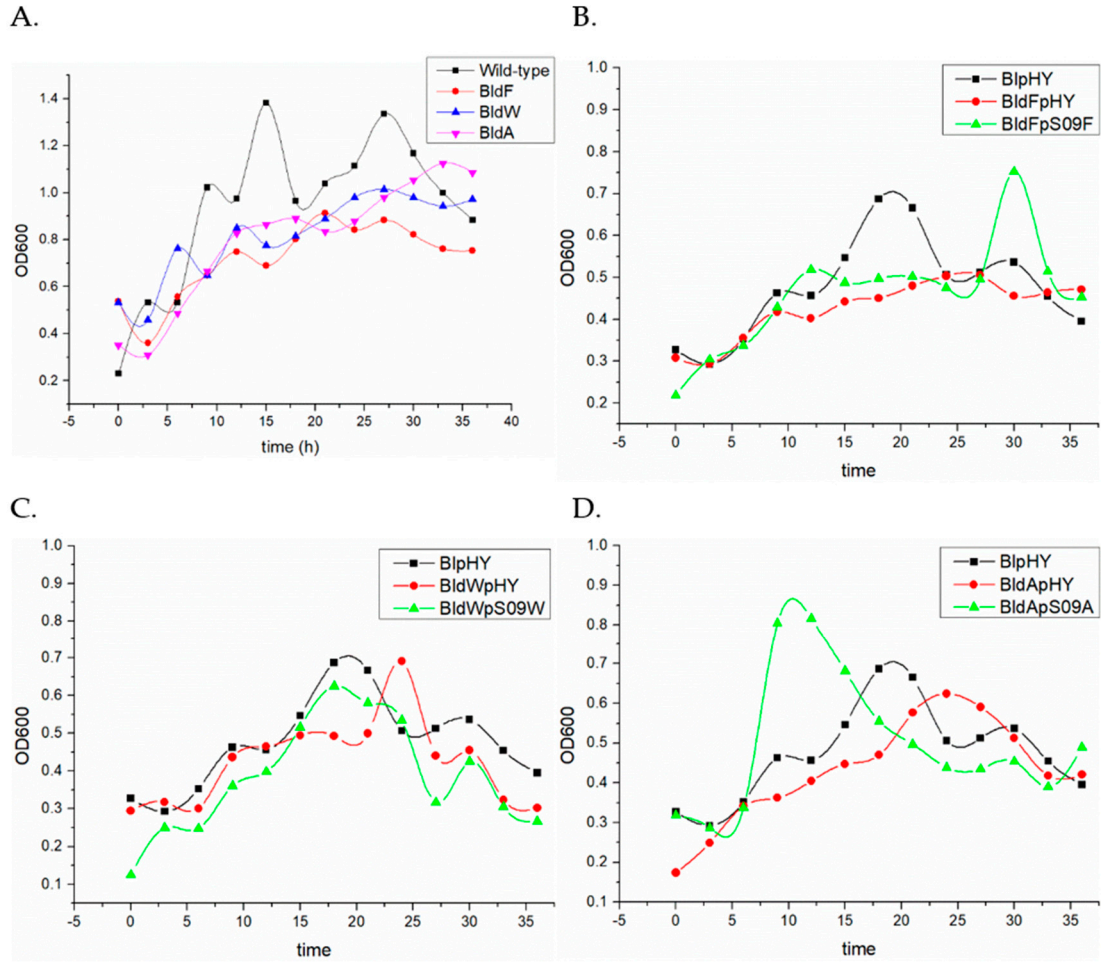 A.
Wild-type
BldF
BldW
BldA
OD600
1.4
1.2
1.0
0.8
0.6
0.4
0.2
-5 0 5 10 15 20 25 30 35 40
time (h)
B.
BlpHY
BldFpHY
BldFpS09F
OD600
1.0
0.9
0.8
0.7
0.6
0.5
0.4
0.3
0.2
-5 0 5 10 15 20 25 30 35
time
C.
BlpHY
BldWpHY
BldWpS09W
OD600
1.0
0.9
0.8
0.7
0.6
0.5
0.4
0.3
0.2
0.1
-5 0 5 10 15 20 25 30 35
time
D.
BlpHY
BldApHY
BldApS09A
OD600
1.0
0.9
0.8
0.7
0.6
0.5
0.4
0.3
0.2
0.1
-5 0 5 10 15 20 25 30 35
time